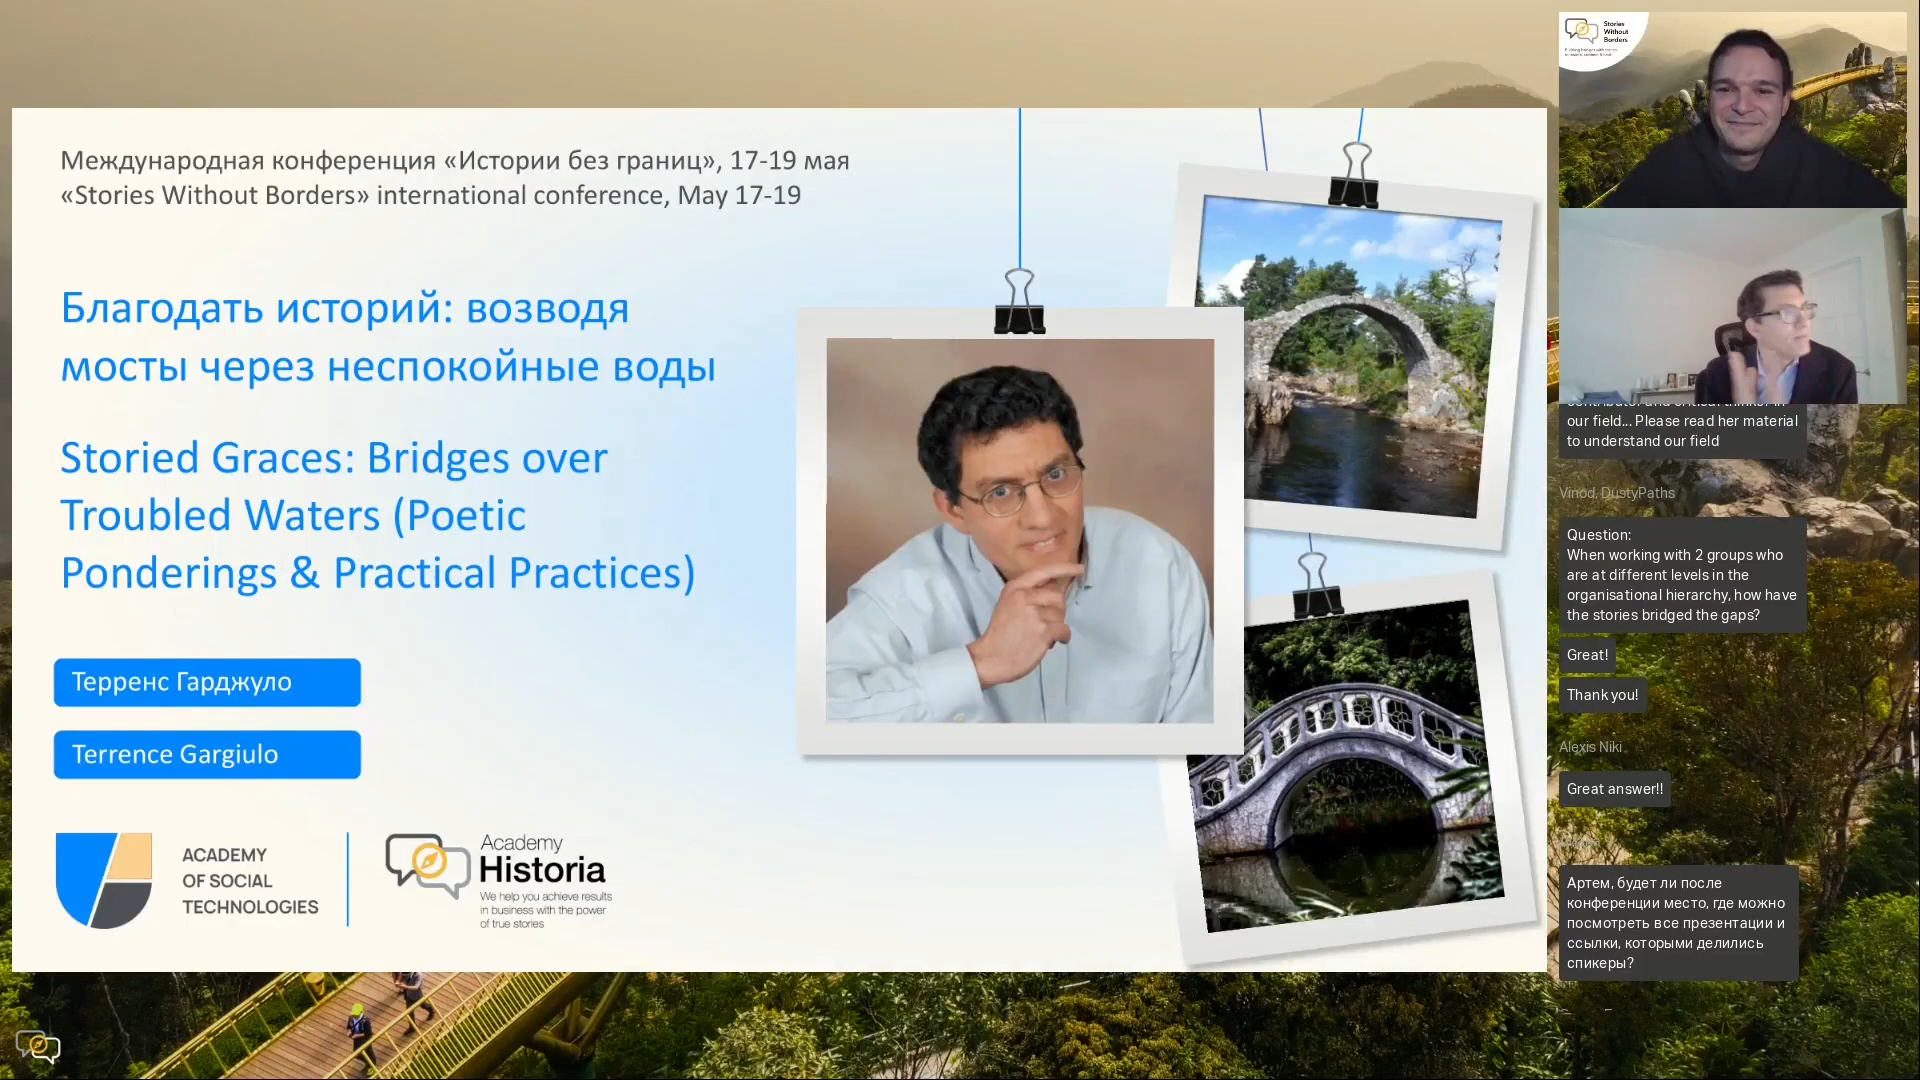 Международная конференция «Истории без границ», 17-19 мая
«Stories Without Borders» international conference, May 17-19
Благодать историй: возводя
мосты через неспокойные воды
Storied Graces: Bridges over
Troubled Waters (Poetic
Ponderings & Practical Practices)
Терренс Гарджуло
Terrence Gargiulo
ACADEMY
OF SOCIAL
TECHNOLOGIES
Academy
Historia
We help you achieve results
in business with the power
of true stories
Stories
Without
Borders
our field... Please read her material
to understand our field
Vinod, DustyPaths
Question:
When working with 2 groups who
are at different levels in the
organisational hierarchy, how have
the stories bridged the gaps?
Great!
Thank you!
Alexis Niki
Great answer!!
Артем, будет ли после
конференции место, где можно
посмотреть все презентации и
ссылки, которыми делились
спикеры?